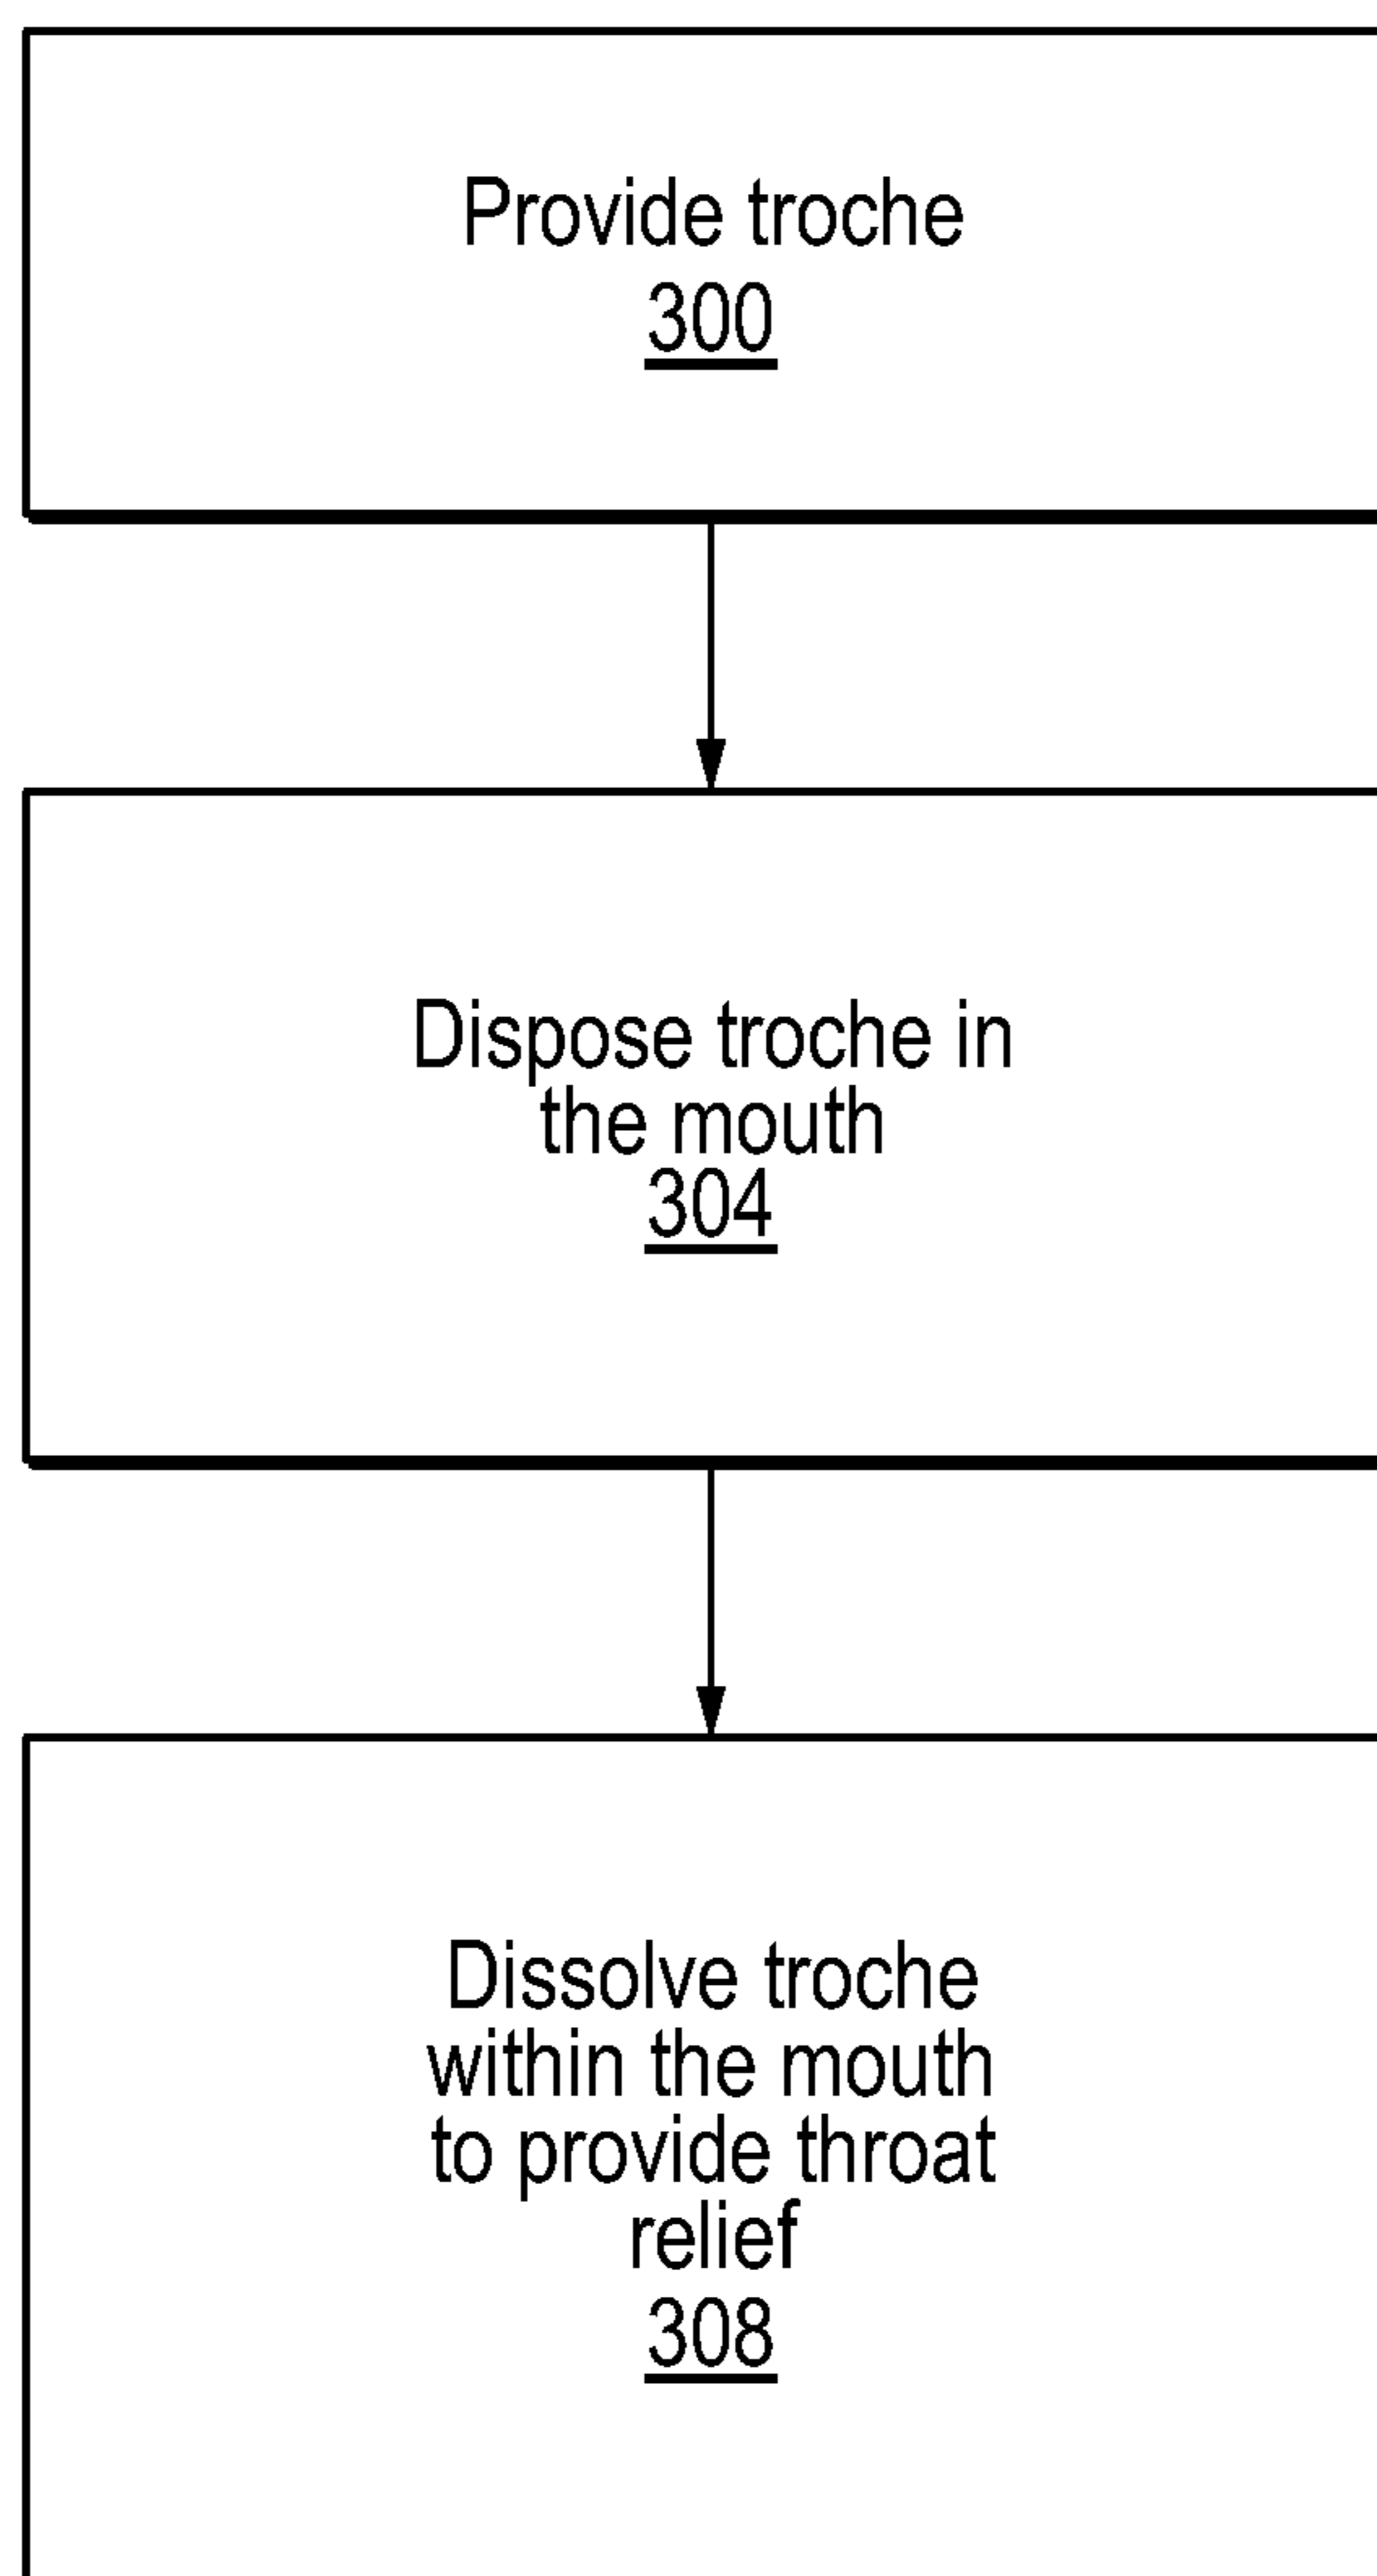 Provide troche
300
Dispose troche in
the mouth
304
Dissolve troche
within the mouth
to provide throat
relief
308